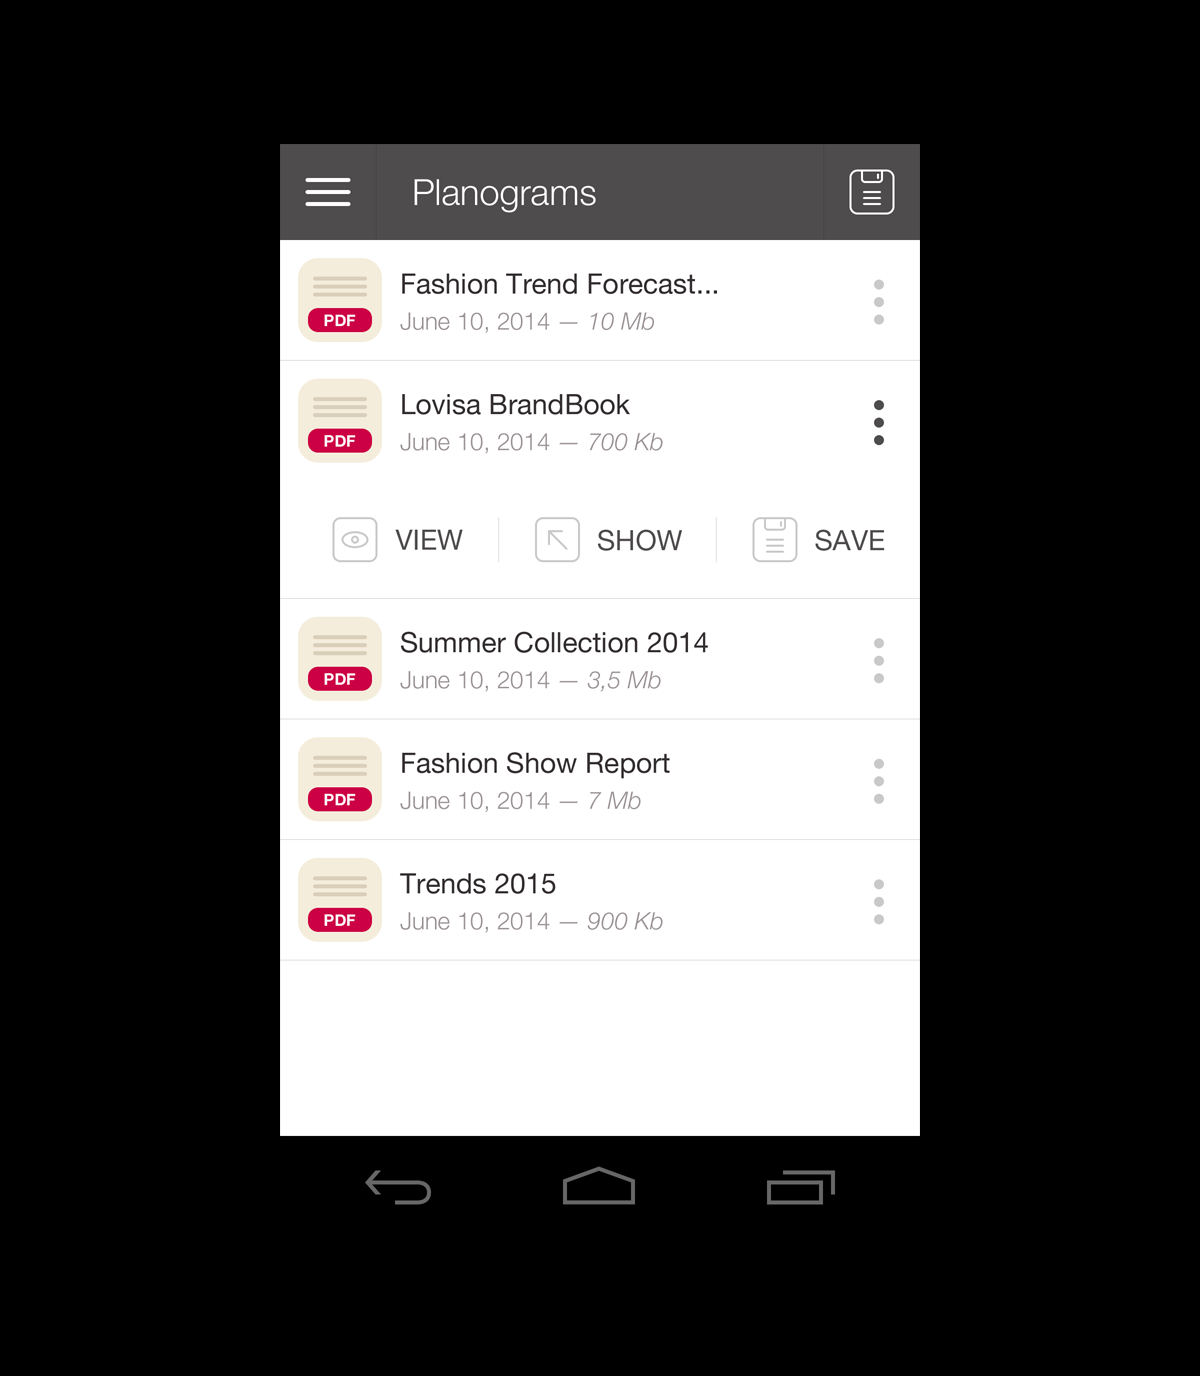 Planograms
Fashion Trend Forecast...
PDF
June 10, 2014 — 10 Mb
Lovisa BrandBook
PDF
June 10, 2014 — 700 Kb
VIEW
SHOW
SAVE
Summer Collection 2014
PDF
June 10, 2014 — 3,5 Mb
Fashion Show Report
PDF
June 10, 2014 — 7 Mb
Trends 2015
PDF
June 10, 2014 — 900 Kb